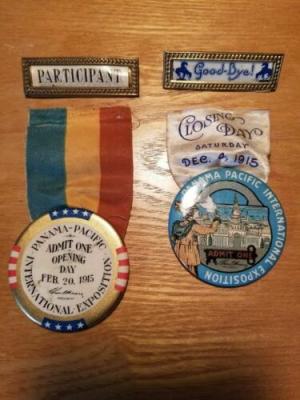 PARTICIPANT
PANAMA-PACIFIC
INTERNATIONAL EXPOSITION
ADMIT ONE
OPENING
DAY
FEB. 20, 1915
Good-Bye!
CLOSING
DAY
SATURDAY
DEC. 4, 1915
PANAMA PACIFIC INTERNATIONAL EXPOSITION
ADMIT ONE